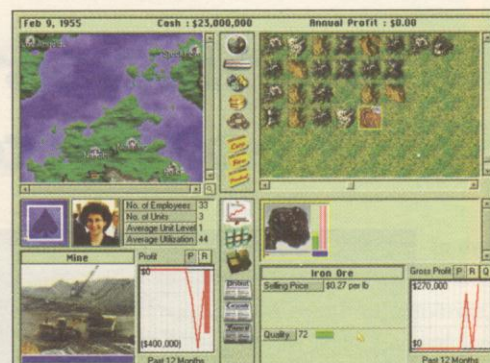 Feb 9, 1955
Cash : $23,000,000
Annual Profit : $0.00
No. of Employees 33
No. of Units 3
Average Unit Level 1
Average Utilization 44
Mine
Profit P R
$0
($400,000)
Past 12 Months
Iron Ore
Selling Price $0.27 per lb
Quality 72
Gross Profit P R Q
$270,000
$0
Past 12 Months